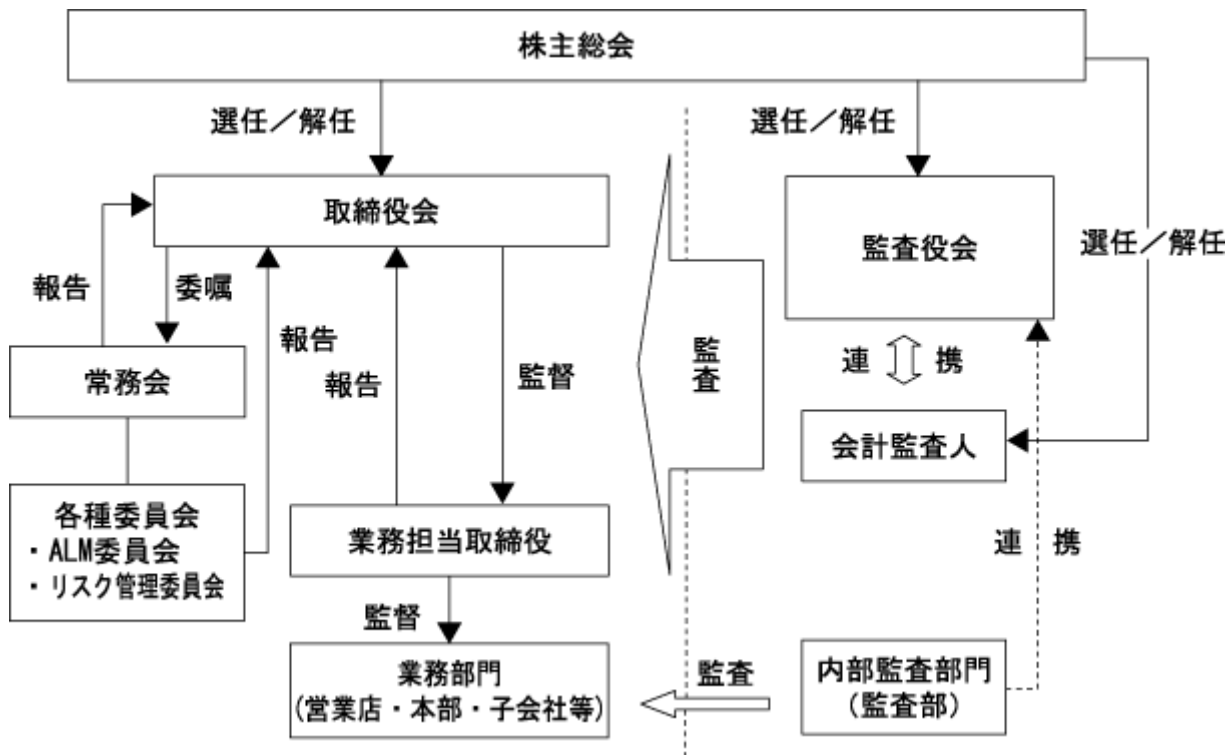 株主総会
選任／解任
選任／解任
選任／解任
取締役会
監査役会
報告
委嘱
報告
報告
監督
監査
連携
常務会
会計監査人
各種委員会
・ALM委員会
・リスク管理委員会
業務担当取締役
連携
監督
業務部門
(営業店・本部・子会社等)
監査
内部監査部門
(監査部)